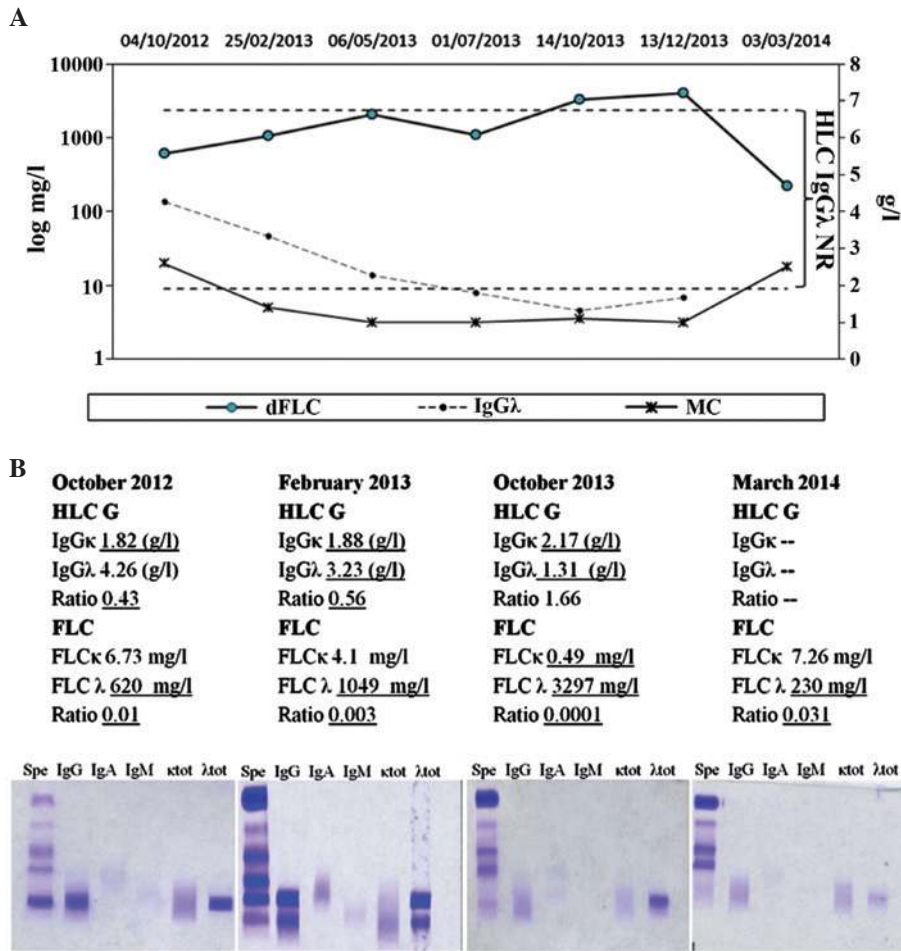 A
04/10/2012 25/02/2013 06/05/2013 01/07/2013 14/10/2013 13/12/2013 03/03/2014
10000
1000
100
10
1
log mg/l
8
7
6
5
4
3
2
1
0
g/l
HLC IgGλ NR
dFLC IgGλ MC
B
October 2012
HLC G
IgGκ 1.82 (g/l)
IgGλ 4.26 (g/l)
Ratio 0.43
FLC
FLCκ 6.73 mg/l
FLC λ 620 mg/l
Ratio 0.01
February 2013
HLC G
IgGκ 1.88 (g/l)
IgGλ 3.23 (g/l)
Ratio 0.56
FLC
FLCκ 4.1 mg/l
FLC λ 1049 mg/l
Ratio 0.003
October 2013
HLC G
IgGκ 2.17 (g/l)
IgGλ 1.31 (g/l)
Ratio 1.66
FLC
FLCκ 0.49 mg/l
FLC λ 3297 mg/l
Ratio 0.0001
March 2014
HLC G
IgGκ --
IgGλ --
Ratio --
FLC
FLCκ 7.26 mg/l
FLC λ 230 mg/l
Ratio 0.031
Spe IgG IgA IgM κtot λtot
Spe IgG IgA IgM κtot λtot
Spe IgG IgA IgM κtot λtot
Spe IgG IgA IgM κtot λtot